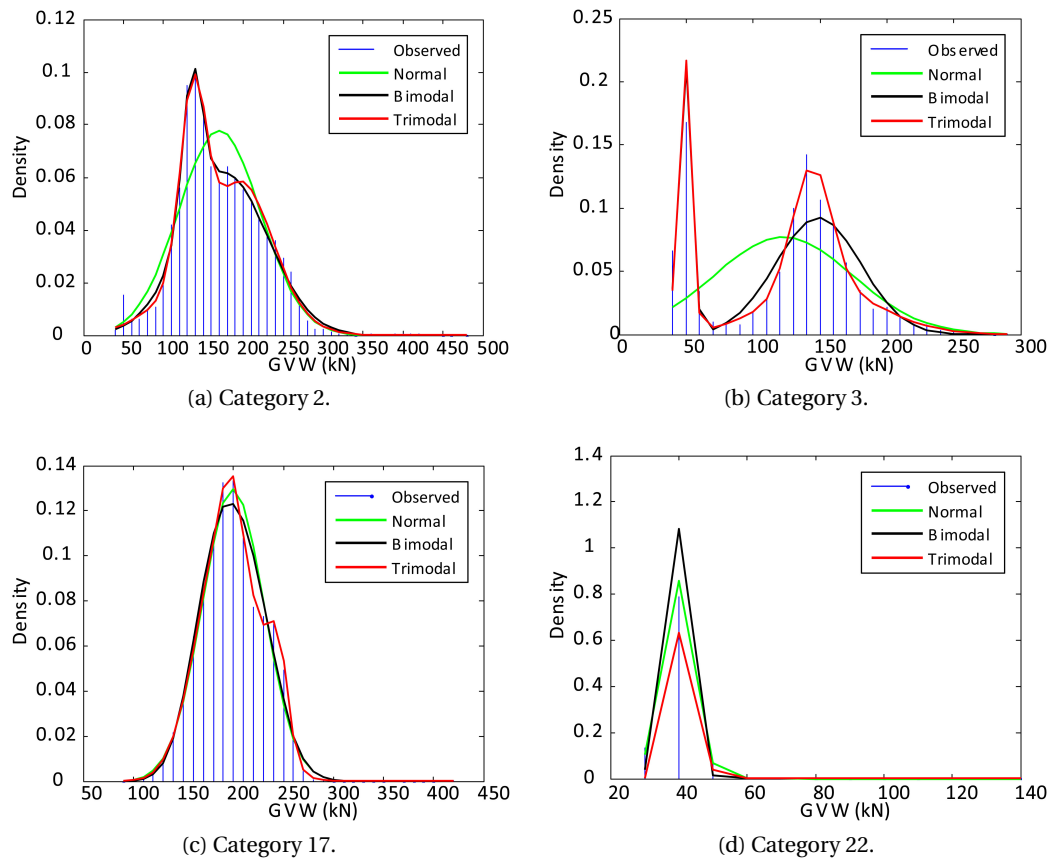 0.12
0.1
0.08
0.06
0.04
0.02
0
Density
0 50 100 150 200 250 300 350 400 450 500
GVW (kN)
Observed
Normal
Bimodal
Trimodal
(a) Category 2.
0.25
0.2
0.15
0.1
0.05
0
Density
0 50 100 150 200 250 300
GVW (kN)
Observed
Normal
Bimodal
Trimodal
(b) Category 3.
0.14
0.12
0.1
0.08
0.06
0.04
0.02
0
Density
50 100 150 200 250 300 350 400 450
GVW (kN)
Observed
Normal
Bimodal
Trimodal
(c) Category 17.
1.4
1.2
1
0.8
0.6
0.4
0.2
0
Density
20 40 60 80 100 120 140
GVW (kN)
Observed
Normal
Bimodal
Trimodal
(d) Category 22.